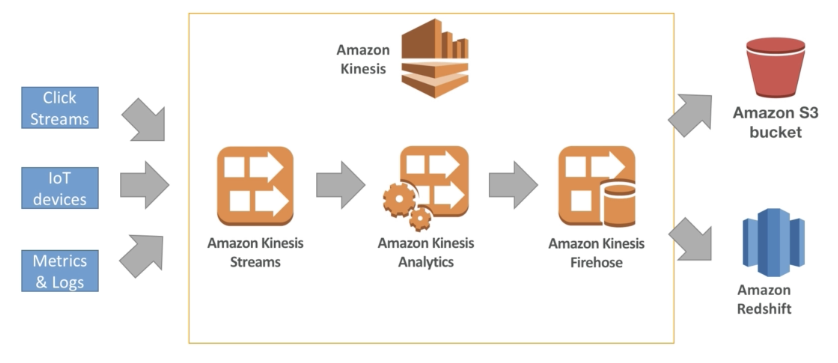 Amazon
Kinesis
Click
Streams
IoT
devices
Metrics
& Logs
Amazon Kinesis
Streams
Amazon Kinesis
Analytics
Amazon Kinesis
Firehose
Amazon S3
bucket
Amazon
Redshift